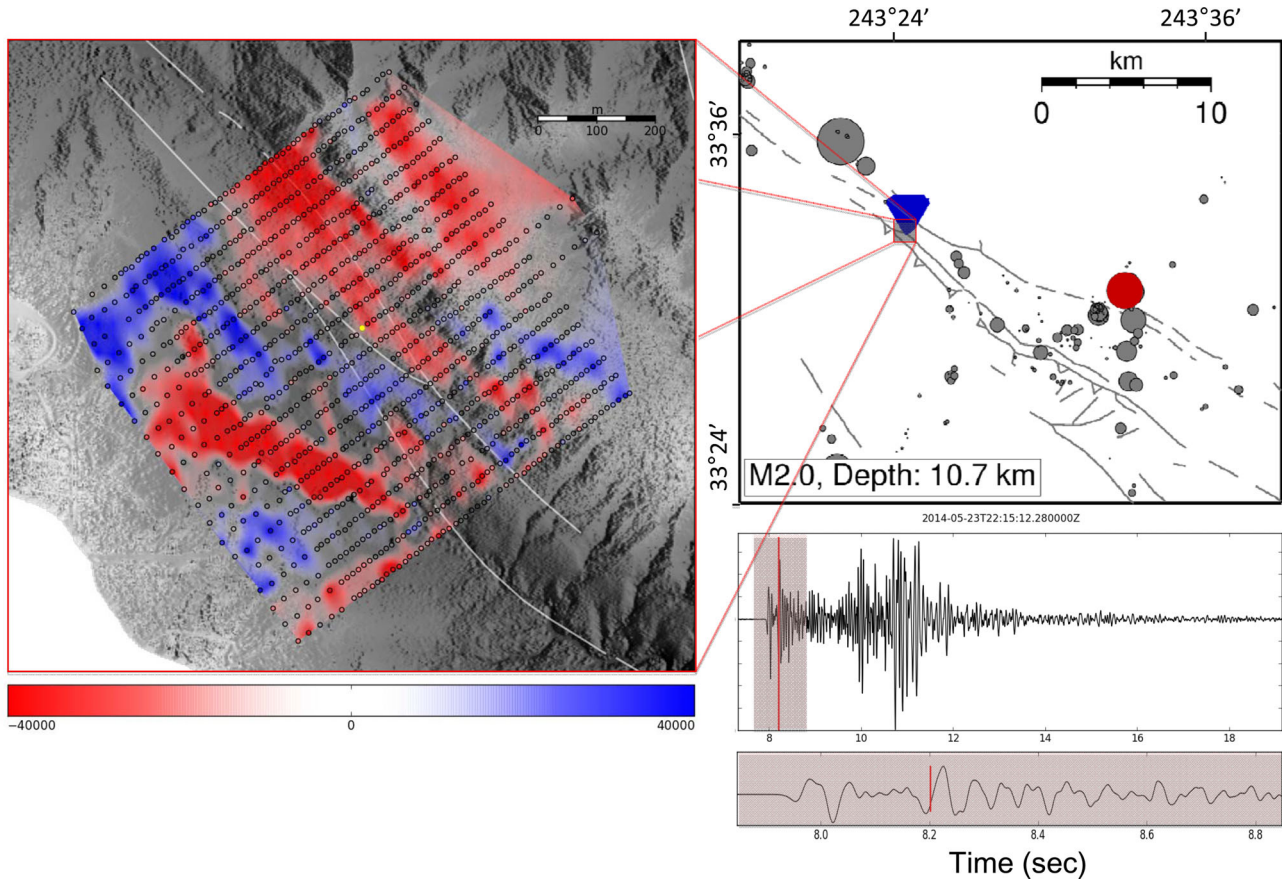 243°24′ 243°36′
m
0 100 200
km
0 10
33°36′
33°24′
M2.0, Depth: 10.7 km
−40000 0 40000
2014-05-23T22:15:12.280000Z
8 10 12 14 16 18
8.0 8.2 8.4 8.6 8.8
Time (sec)